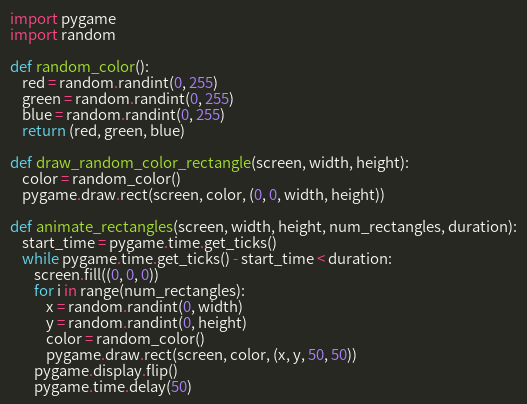 import pygame
import random

def random_color():
    red = random.randint(0, 255)
    green = random.randint(0, 255)
    blue = random.randint(0, 255)
    return (red, green, blue)

def draw_random_color_rectangle(screen, width, height):
    color = random_color()
    pygame.draw.rect(screen, color, (0, 0, width, height))

def animate_rectangles(screen, width, height, num_rectangles, duration):
    start_time = pygame.time.get_ticks()
    while pygame.time.get_ticks() - start_time < duration:
        screen.fill((0, 0, 0))
        for i in range(num_rectangles):
            x = random.randint(0, width)
            y = random.randint(0, height)
            color = random_color()
            pygame.draw.rect(screen, color, (x, y, 50, 50))
        pygame.display.flip()
        pygame.time.delay(50)